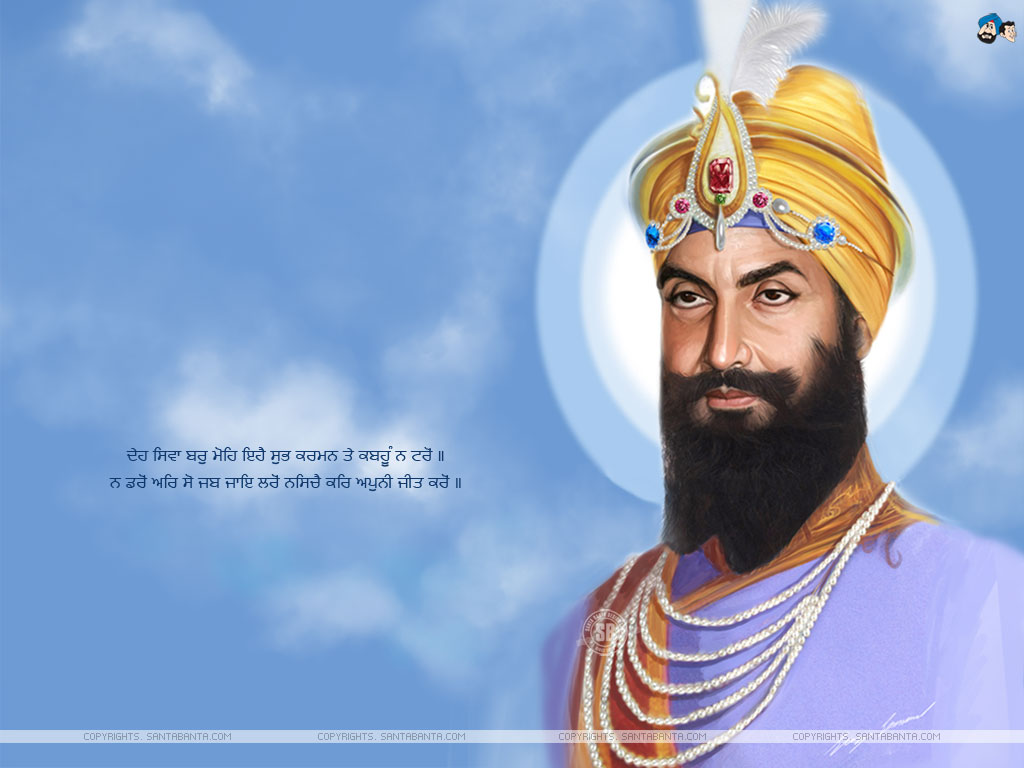 ਦੇਹ ਸਿਵਾ ਬਰੁ ਮੋਹਿ ਇਹੈ ਸੁਭ ਕਰਮਨ ਤੇ ਕਬਹੂੰ ਨ ਟਰੋਂ ॥
ਨ ਡਰੋਂ ਅਰਿ ਸੋ ਜਬ ਜਾਇ ਲਰੋਂ ਨਸਿਚੈ ਕਰਿ ਅਪੁਨੀ ਜੀਤ ਕਰੋਂ ॥
COPYRIGHTS. SANTABANTA.COM COPYRIGHTS. SANTABANTA.COM COPYRIGHTS. SANTABANTA.COM COPYRIGHTS. SANTABANTA.COM